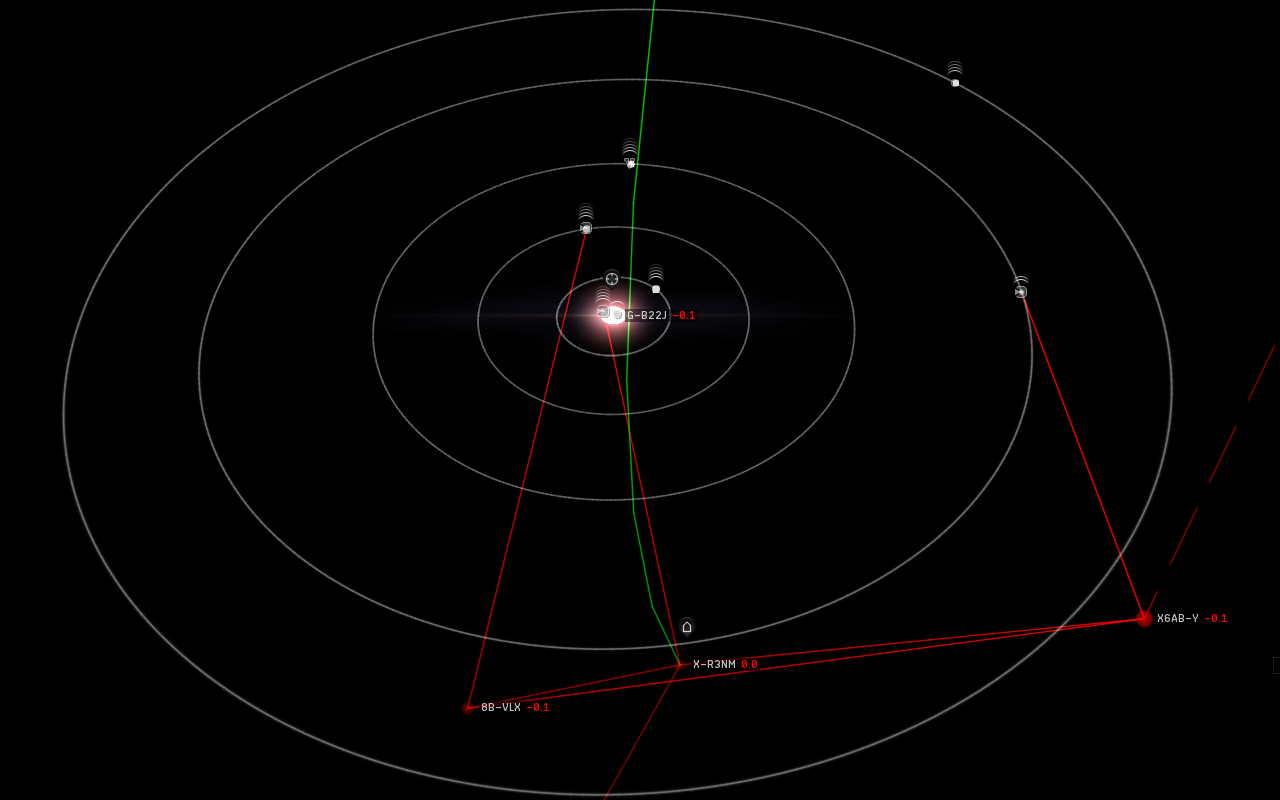 G-B22J -0.1
X6AB-Y -0.1
X-R3NM 0.0
8B-VLX -0.1